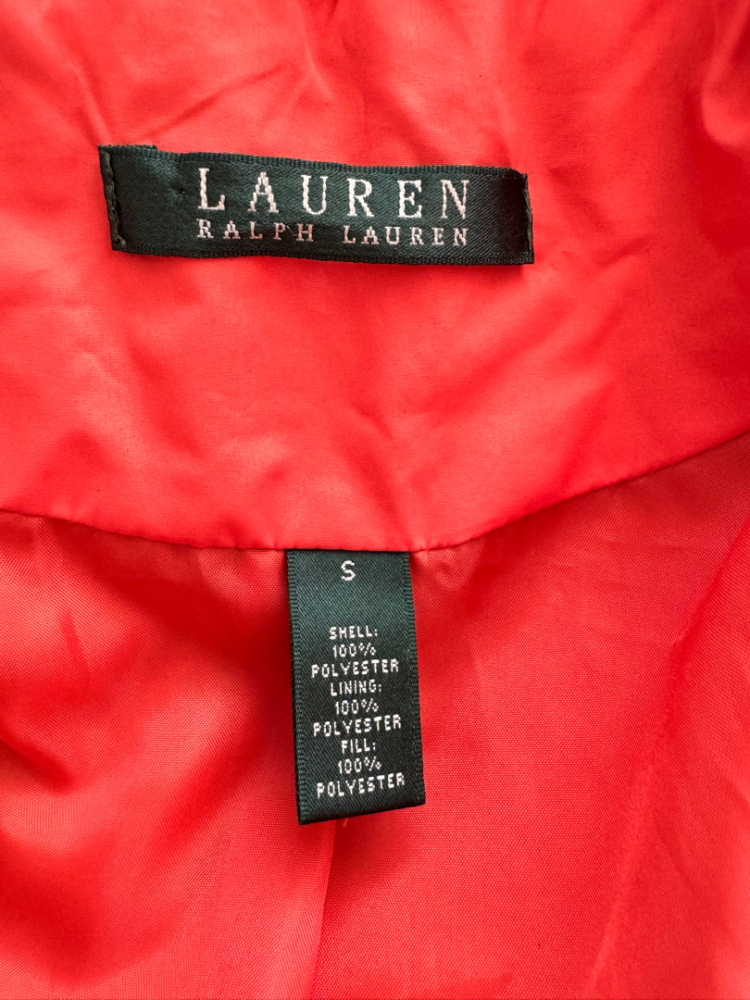 LAUREN
RALPH LAUREN
S
SHELL:
100%
POLYESTER
LINING:
100%
POLYESTER
FILL:
100%
POLYESTER